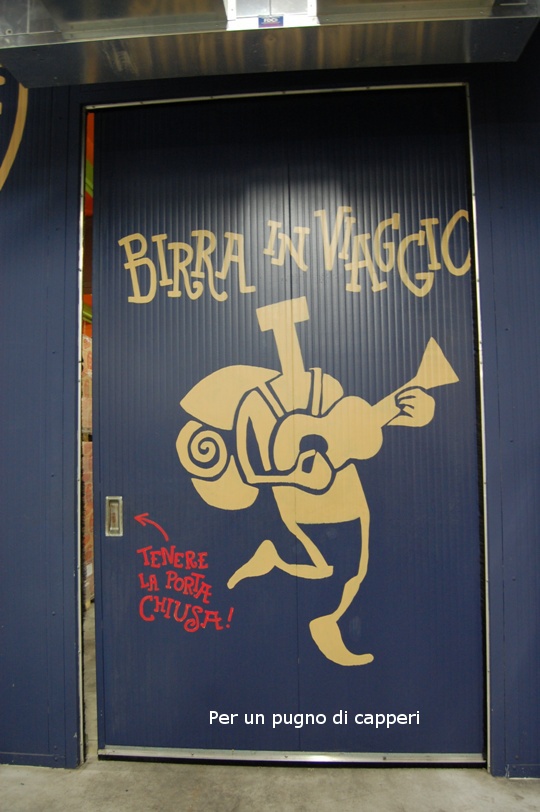 BIRRA IN VIAGGIO
TENERE
LA PORTA
CHIUSA!
Per un pugno di capperi